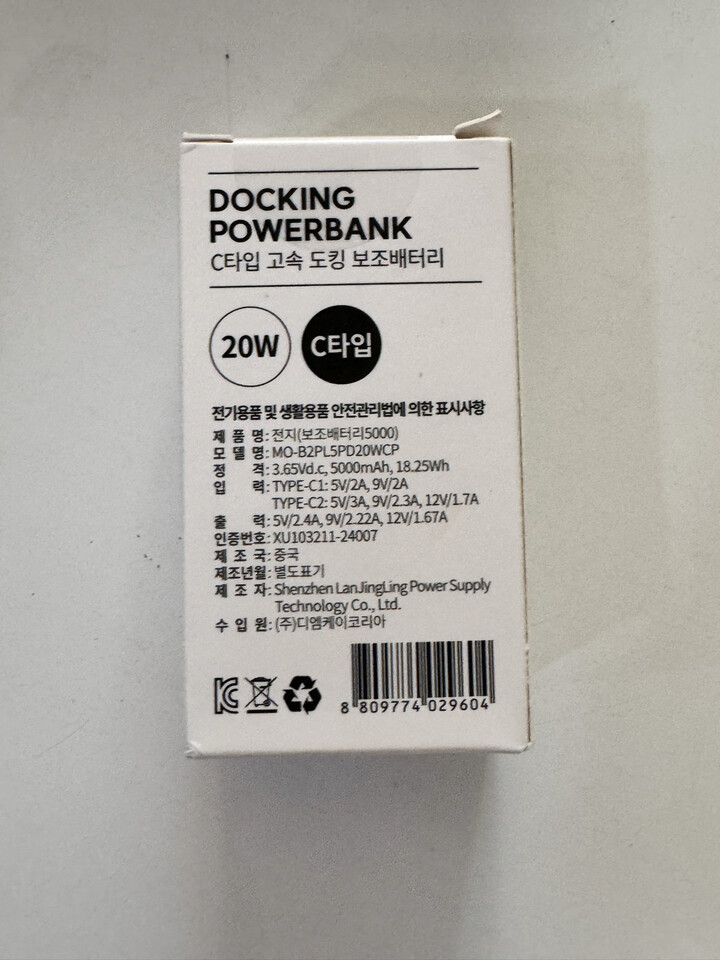 DOCKING
POWERBANK
C타입 고속 도킹 보조배터리
20W C타입
전기용품 및 생활용품 안전관리법에 의한 표시사항
제 품 명: 전지(보조배터리5000)
모 델 명: MO-B2PL5PD20WCP
정 격: 3.65Vd.c, 5000mAh, 18.25Wh
입 력: TYPE-C1: 5V/2A, 9V/2A
TYPE-C2: 5V/3A, 9V/2.3A, 12V/1.7A
출 력: 5V/2.4A, 9V/2.22A, 12V/1.67A
인증번호: XU103211-24007
제 조 국: 중국
제조년월: 별도표기
제 조 자: Shenzhen LanJingLing Power Supply
Technology Co., Ltd.
수 입 원: (주)디엠케이코리아
8 809774 029604